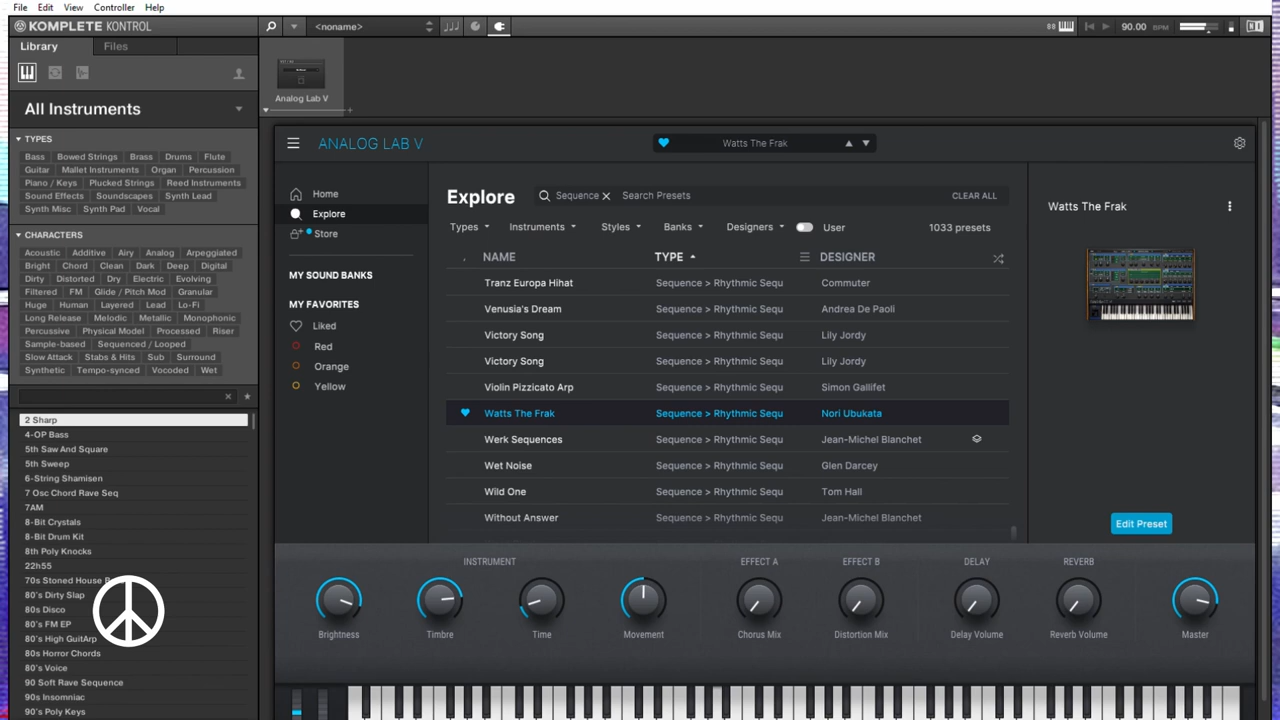 File Edit View Controller Help
KOMPLETE KONTROL <noname> 90.00 BPM
Library Files
All Instruments
TYPES
Bass Bowed Strings Brass Drums Flute
Guitar Mallet Instruments Organ Percussion
Piano / Keys Plucked Strings Reed Instruments
Sound Effects Soundscapes Synth Lead
Synth Misc Synth Pad Vocal
CHARACTERS
Acoustic Additive Airy Analog Arpeggiated
Bright Chord Clean Dark Deep Digital
Dirty Distorted Dry Electric Evolving
Filtered FM Glide / Pitch Mod Granular
Huge Human Layered Lead Lo-Fi
Long Release Melodic Metallic Monophonic
Percussive Physical Model Processed Riser
Sample-based Sequenced / Looped
Slow Attack Stabs & Hits Sub Surround
Synthetic Tempo-synced Vocoded Wet
2 Sharp
4-OP Bass
5th Saw And Square
5th Sweep
6-String Shamisen
7 Osc Chord Rave Seq
7AM
8-Bit Crystals
8-Bit Drum Kit
8th Poly Knocks
22h55
70s Stoned House
80's Dirty Slap
80s Disco
80's FM EP
80's High GuitArp
80s Horror Chords
80's Voice
90 Soft Rave Sequence
90s Insomniac
90's Poly Keys
Analog Lab V
ANALOG LAB V Watts The Frak
Home
Explore
Store
MY SOUND BANKS
MY FAVORITES
Liked
Red
Orange
Yellow
Explore Sequence Search Presets CLEAR ALL
Types Instruments Styles Banks Designers User 1033 presets
NAME TYPE DESIGNER
Tranz Europa Hihat Sequence > Rhythmic Sequ Commuter
Venusia's Dream Sequence > Rhythmic Sequ Andrea De Paoli
Victory Song Sequence > Rhythmic Sequ Lily Jordy
Victory Song Sequence > Rhythmic Sequ Lily Jordy
Violin Pizzicato Arp Sequence > Rhythmic Sequ Simon Gallifet
Watts The Frak Sequence > Rhythmic Sequ Nori Ubukata
Werk Sequences Sequence > Rhythmic Sequ Jean-Michel Blanchet
Wet Noise Sequence > Rhythmic Sequ Glen Darcey
Wild One Sequence > Rhythmic Sequ Tom Hall
Without Answer Sequence > Rhythmic Sequ Jean-Michel Blanchet
Watts The Frak
Edit Preset
INSTRUMENT EFFECT A EFFECT B DELAY REVERB
Brightness Timbre Time Movement Chorus Mix Distortion Mix Delay Volume Reverb Volume Master